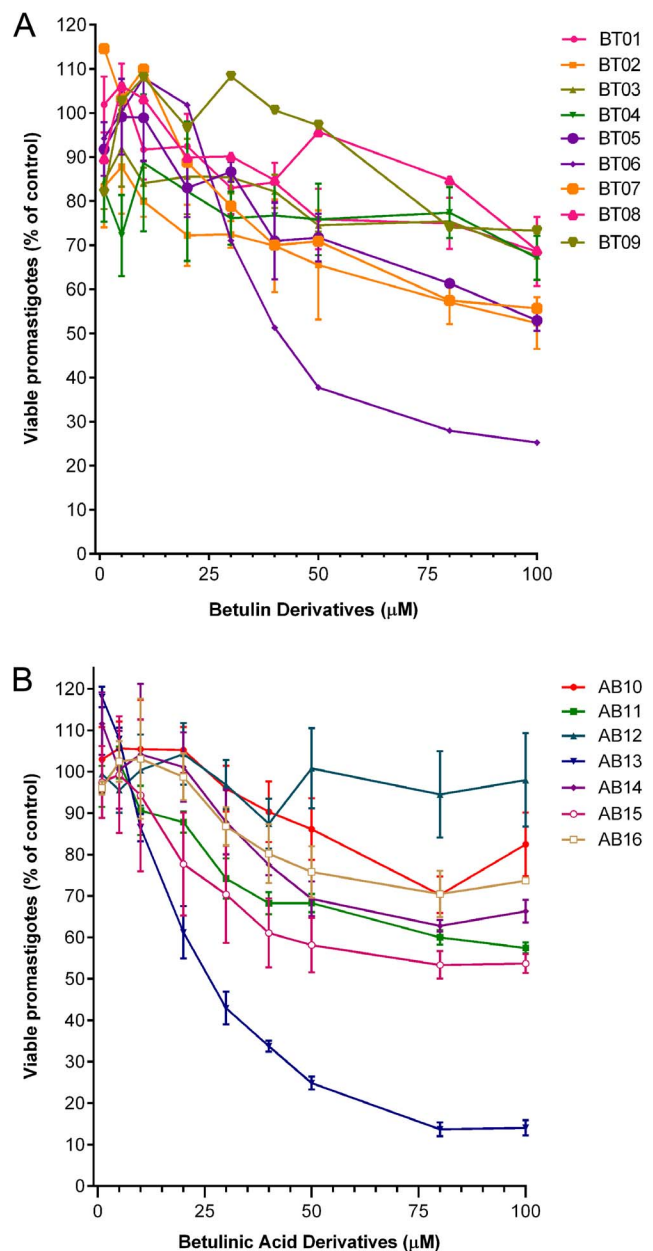 A
Viable promastigotes (% of control)
120
110
100
90
80
70
60
50
40
30
20
10
0
0 25 50 75 100
Betulin Derivatives (μM)
BT01
BT02
BT03
BT04
BT05
BT06
BT07
BT08
BT09
B
Viable promastigotes (% of control)
120
110
100
90
80
70
60
50
40
30
20
10
0
0 25 50 75 100
Betulinic Acid Derivatives (μM)
AB10
AB11
AB12
AB13
AB14
AB15
AB16